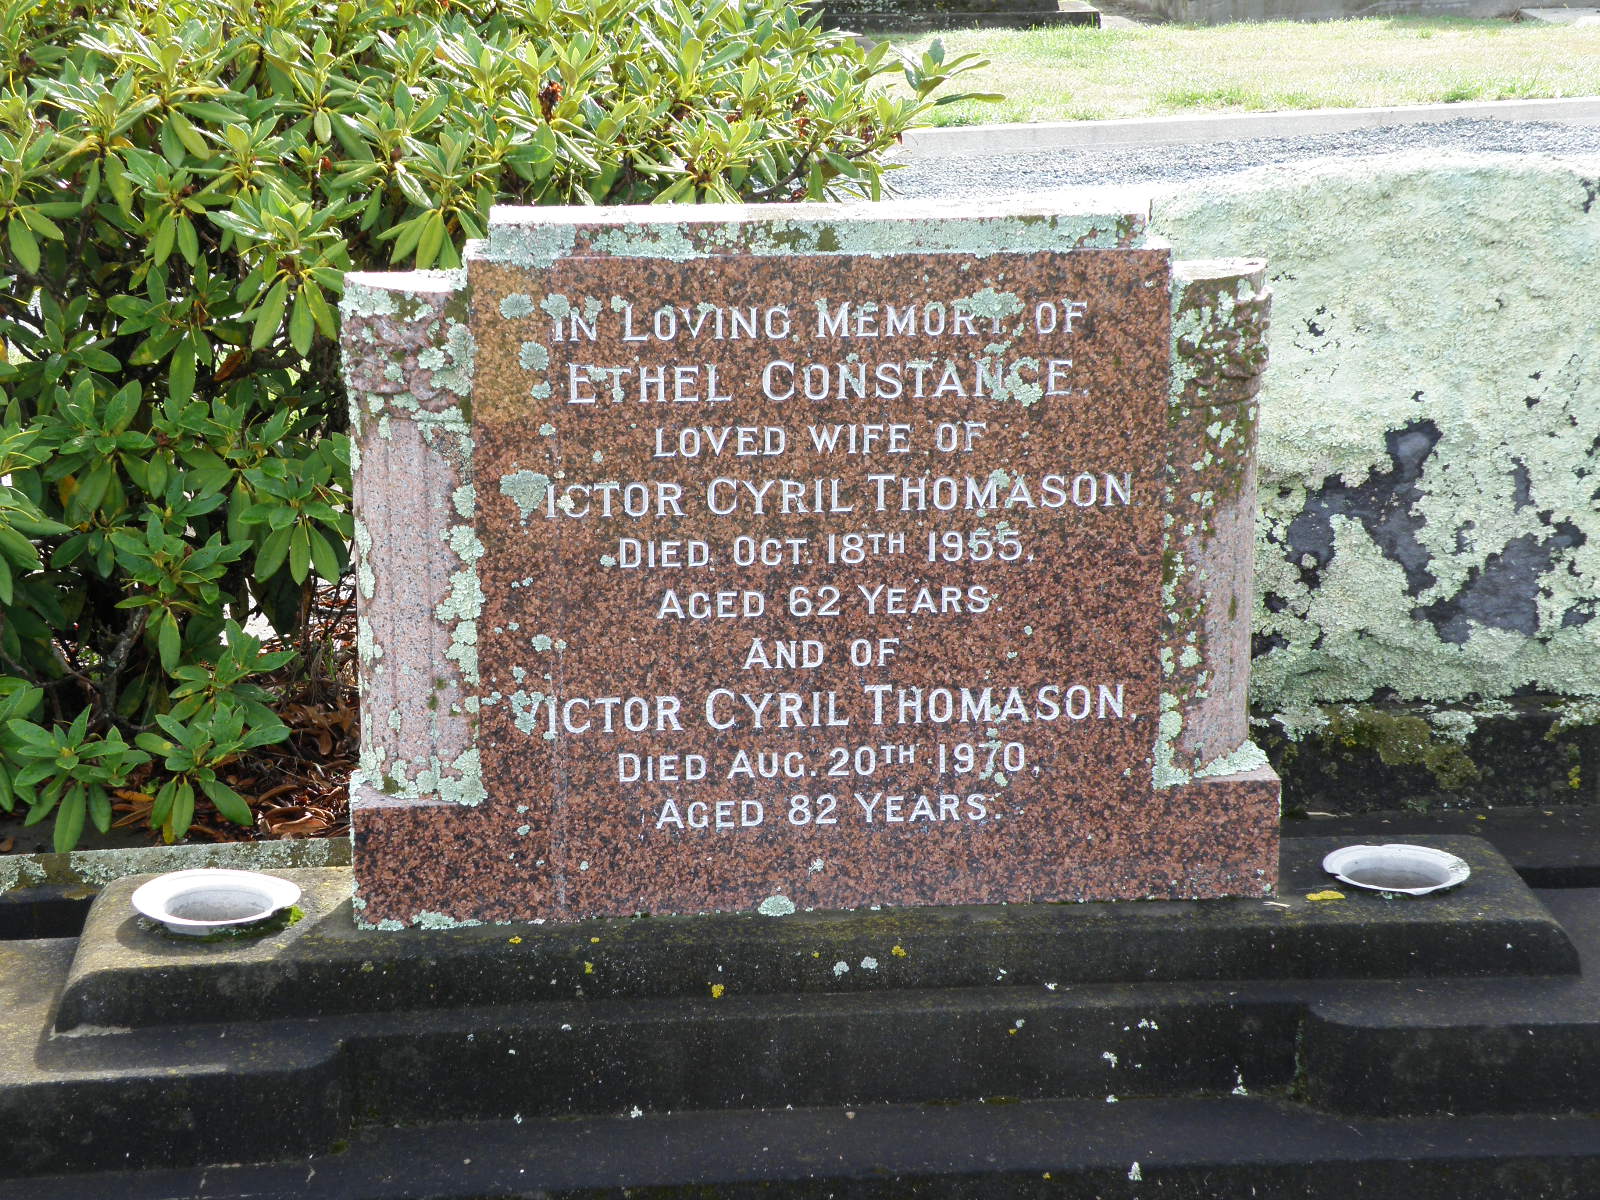 IN LOVING MEMORY OF
ETHEL CONSTANCE.
LOVED WIFE OF
VICTOR CYRIL THOMASON
DIED OCT. 18TH 1955.
AGED 62 YEARS.
AND OF
VICTOR CYRIL THOMASON,
DIED AUG. 20TH 1970,
AGED 82 YEARS.